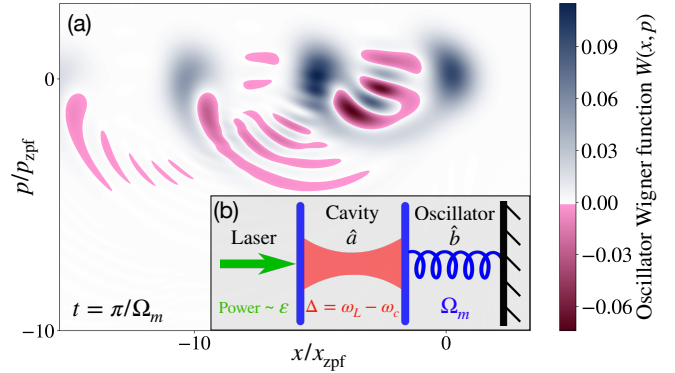 (a)
0
-10
-10
0
p/p_zpf
x/x_zpf
t = π/Ω_m
(b)
Cavity
Oscillator
Laser
â
b̂
Power ~ ε
Δ = ω_L − ω_c
Ω_m
0.09
0.06
0.03
0.00
−0.03
−0.06
Oscillator Wigner function W(x, p)